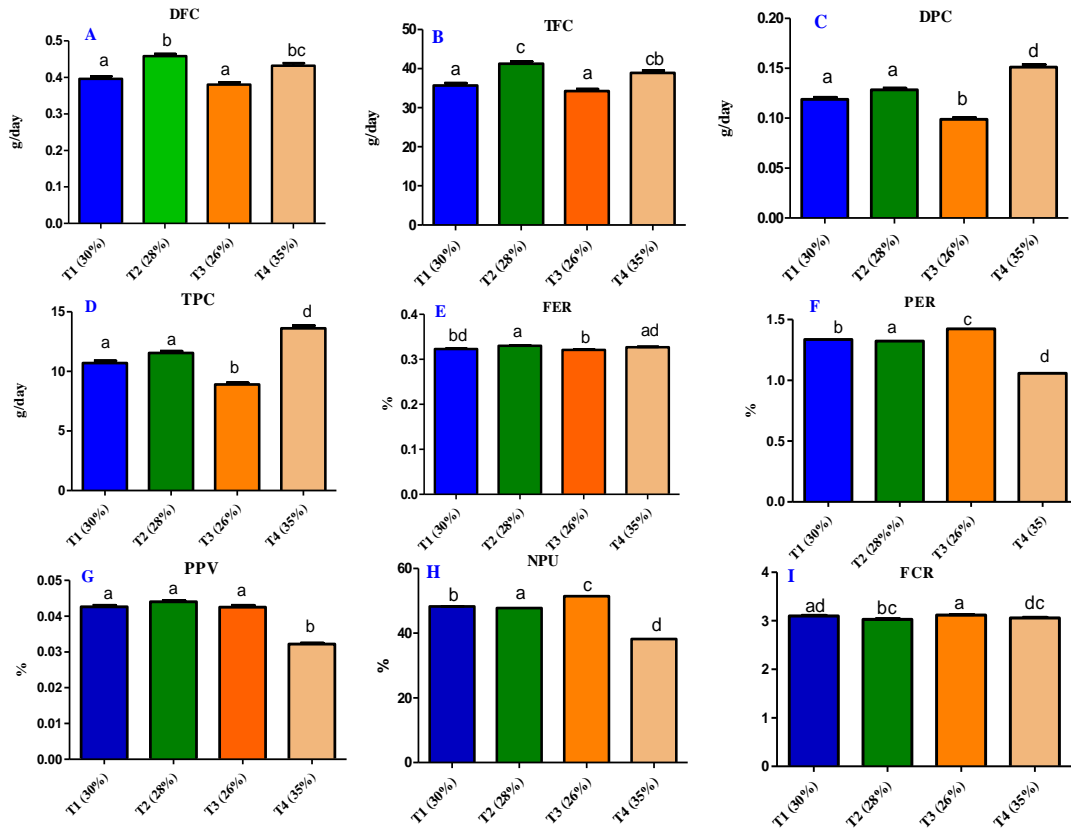 DFC
A
g/day
0.5
0.4
0.3
0.2
0.1
0.0
a
b
a
bc
T1 (30%)
T2 (28%)
T3 (26%)
T4 (35%)
TFC
B
g/day
50
40
30
20
10
0
a
c
a
cb
T1 (30%)
T2 (28%)
T3 (26%)
T4 (35%)
DPC
C
g/day
0.20
0.15
0.10
0.05
0.00
a
a
b
d
T1 (30%)
T2 (28%)
T3 (26%)
T4 (35%)
TPC
D
g/day
15
10
5
0
a
a
b
d
T1 (30%)
T2 (28%)
T3 (26%)
T4 (35%)
FER
E
%
0.4
0.3
0.2
0.1
0.0
bd
a
b
ad
T1 (30%)
T2 (28%)
T3 (26%)
T4 (35%)
PER
F
%
1.5
1.0
0.5
0.0
b
a
c
d
T1 (30%)
T2 (28%%)
T3 (26%)
T4 (35)
PPV
G
%
0.05
0.04
0.03
0.02
0.01
0.00
a
a
a
b
T1 (30%)
T2 (28%)
T3 (26%)
T4 (35%)
NPU
H
%
60
40
20
0
b
a
c
d
T1 (30%)
T2 (28%)
T3 (26%)
T4 (35%)
FCR
I
4
3
2
1
0
ad
bc
a
dc
T1 (30%)
T2 (28%)
T3 (26%)
T4 (35%)